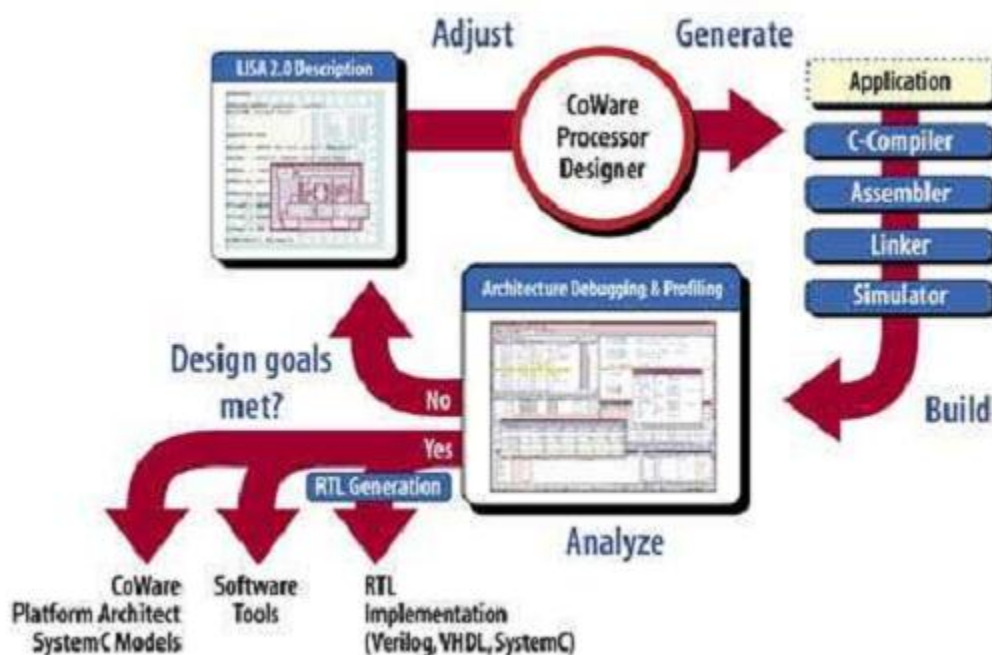 Adjust
Generate
LISA 2.0 Description
CoWare
Processor
Designer
Application
C-Compiler
Assembler
Linker
Simulator
Build
Architecture Debugging & Profiling
Analyze
Design goals
met?
No
Yes
RTL Generation
CoWare
Platform Architect
SystemC Models
Software
Tools
RTL
Implementation
(Verilog, VHDL, SystemC)